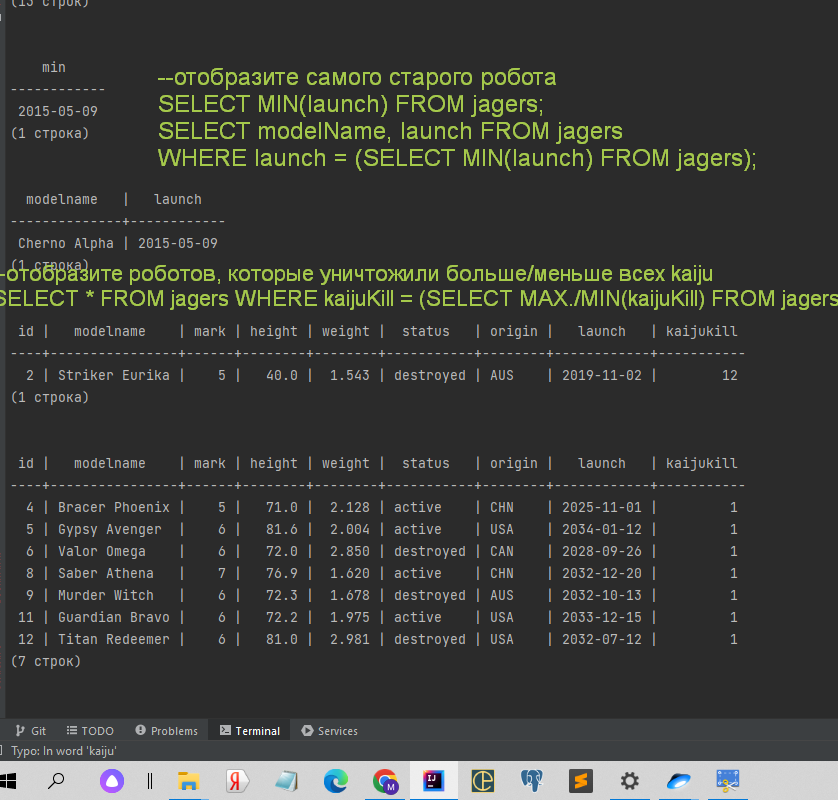 (13 строк)
min
------------
2015-05-09
(1 строка)
--отобразите самого старого робота
SELECT MIN(launch) FROM jagers;
SELECT modelName, launch FROM jagers
WHERE launch = (SELECT MIN(launch) FROM jagers);
modelname | launch
--------------+------------
Cherno Alpha | 2015-05-09
(1 строка)
-отобразите роботов, которые уничтожили больше/меньше всех kaiju
SELECT * FROM jagers WHERE kaijuKill = (SELECT MAX./MIN(kaijuKill) FROM jagers
id | modelname | mark | height | weight | status | origin | launch | kaijukill
----+----------------+------+--------+--------+-----------+--------+------------+-----------
2 | Striker Eurika | 5 | 40.0 | 1.543 | destroyed | AUS | 2019-11-02 | 12
(1 строка)
id | modelname | mark | height | weight | status | origin | launch | kaijukill
----+----------------+------+--------+--------+-----------+--------+------------+-----------
4 | Bracer Phoenix | 5 | 71.0 | 2.128 | active | CHN | 2025-11-01 | 1
5 | Gypsy Avenger | 6 | 81.6 | 2.004 | active | USA | 2034-01-12 | 1
6 | Valor Omega | 6 | 72.0 | 2.850 | destroyed | CAN | 2028-09-26 | 1
8 | Saber Athena | 7 | 76.9 | 1.620 | active | CHN | 2032-12-20 | 1
9 | Murder Witch | 6 | 72.3 | 1.678 | destroyed | AUS | 2032-10-13 | 1
11 | Guardian Bravo | 6 | 72.2 | 1.975 | active | USA | 2033-12-15 | 1
12 | Titan Redeemer | 6 | 81.0 | 2.981 | destroyed | USA | 2032-07-12 | 1
(7 строк)
Git TODO Problems Terminal Services
Typo: In word 'kaiju'